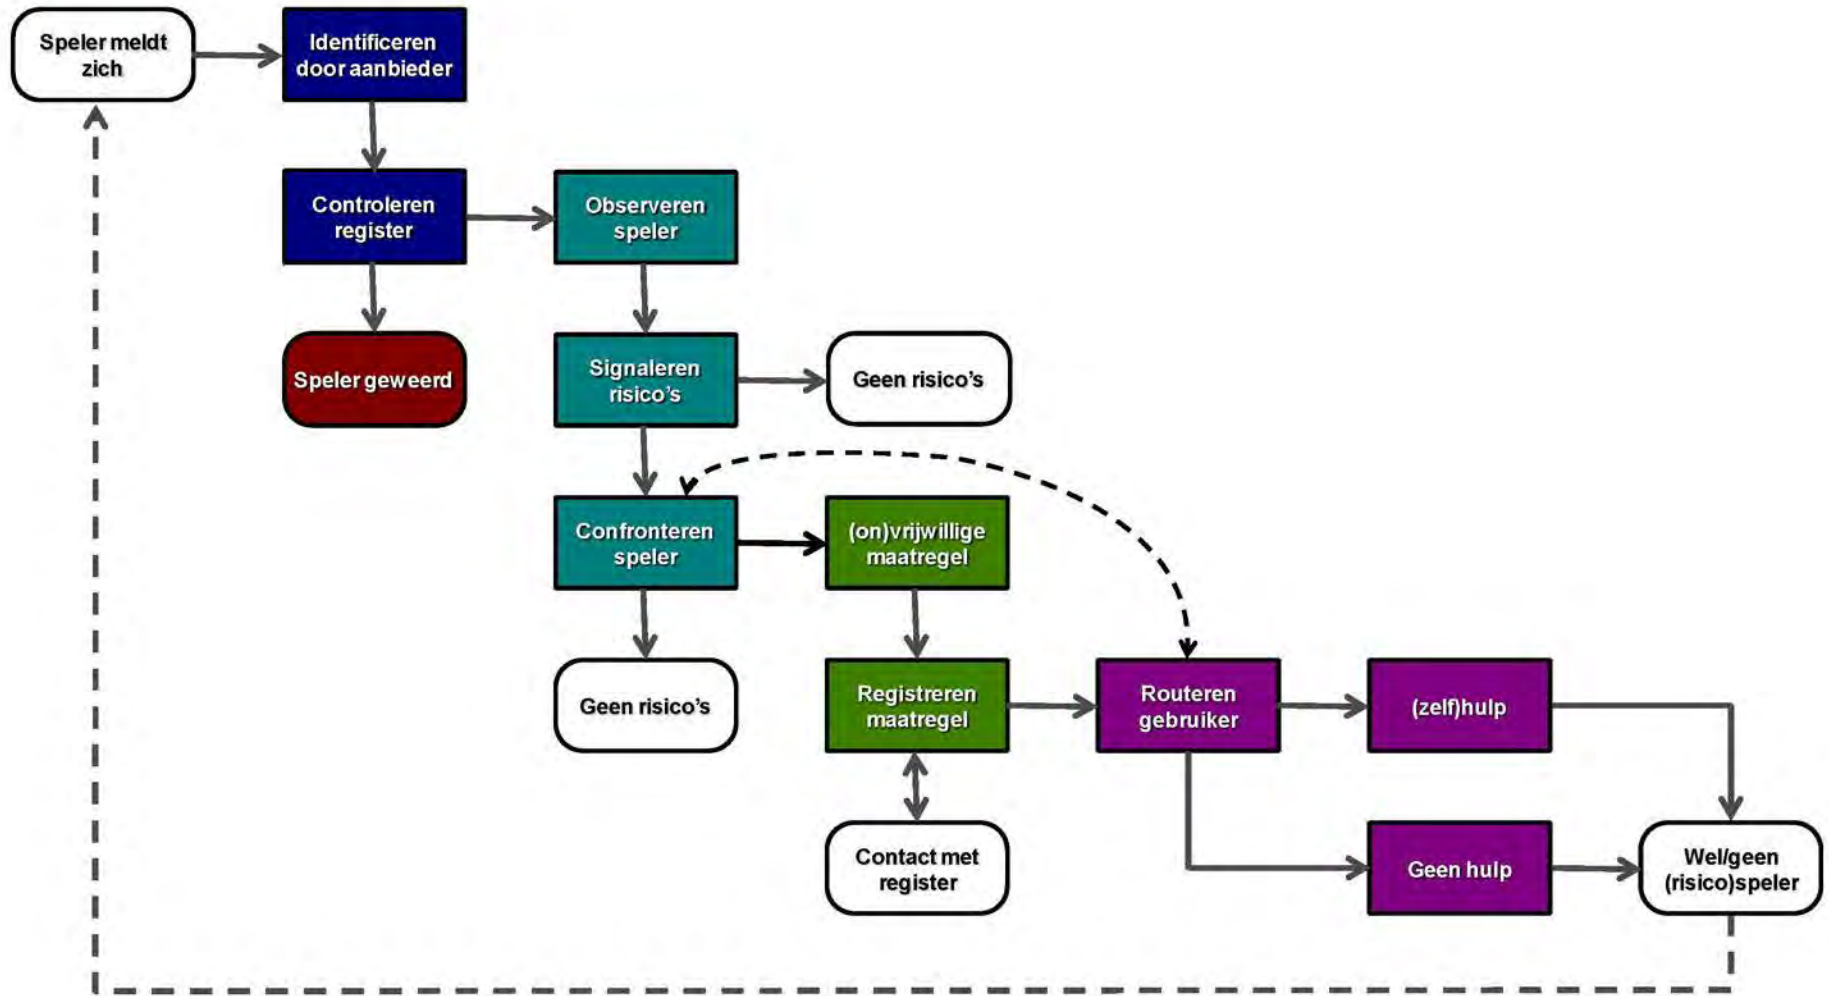 Speler meldt
zich
Identificeren
door aanbieder
Controleren
register
Observeren
speler
Speler geweerd
Signaleren
risico's
Geen risico's
Confronteren
speler
(on)vrijwillige
maatregel
Geen risico's
Registreren
maatregel
Routeren
gebruiker
(zelf)hulp
Contact met
register
Geen hulp
Wel/geen
(risico)speler